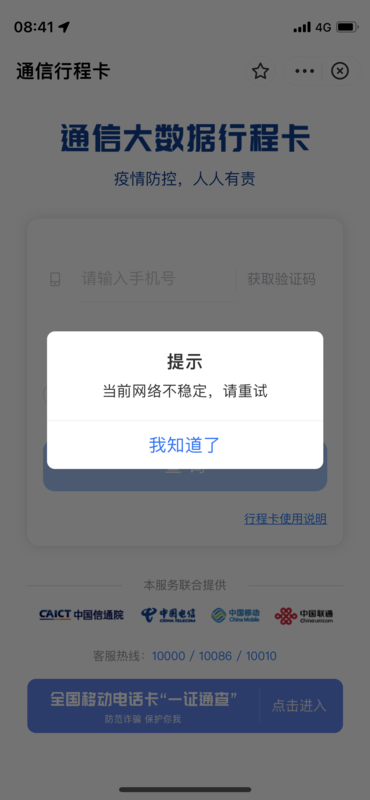 08:41
4G
通信行程卡
通信大数据行程卡
疫情防控，人人有责
请输入手机号
获取验证码
提示
当前网络不稳定，请重试
我知道了
查询
行程卡使用说明
本服务联合提供
CAICT 中国信通院
中国电信
CHINA TELECOM
中国移动
China Mobile
中国联通
China unicom
客服热线：10000 / 10086 / 10010
全国移动电话卡“一证通查”
防范诈骗 保护你我
点击进入